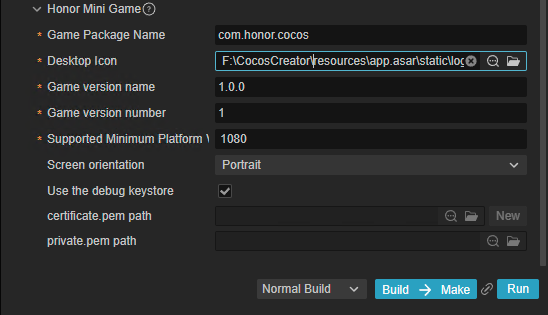 Honor Mini Game
* Game Package Name com.honor.cocos
* Desktop Icon F:\CocosCreator\resources\app.asar\static\log
* Game version name 1.0.0
* Game version number 1
* Supported Minimum Platform V 1080
Screen orientation Portrait
Use the debug keystore
certificate.pem path New
private.pem path
Normal Build Build → Make Run